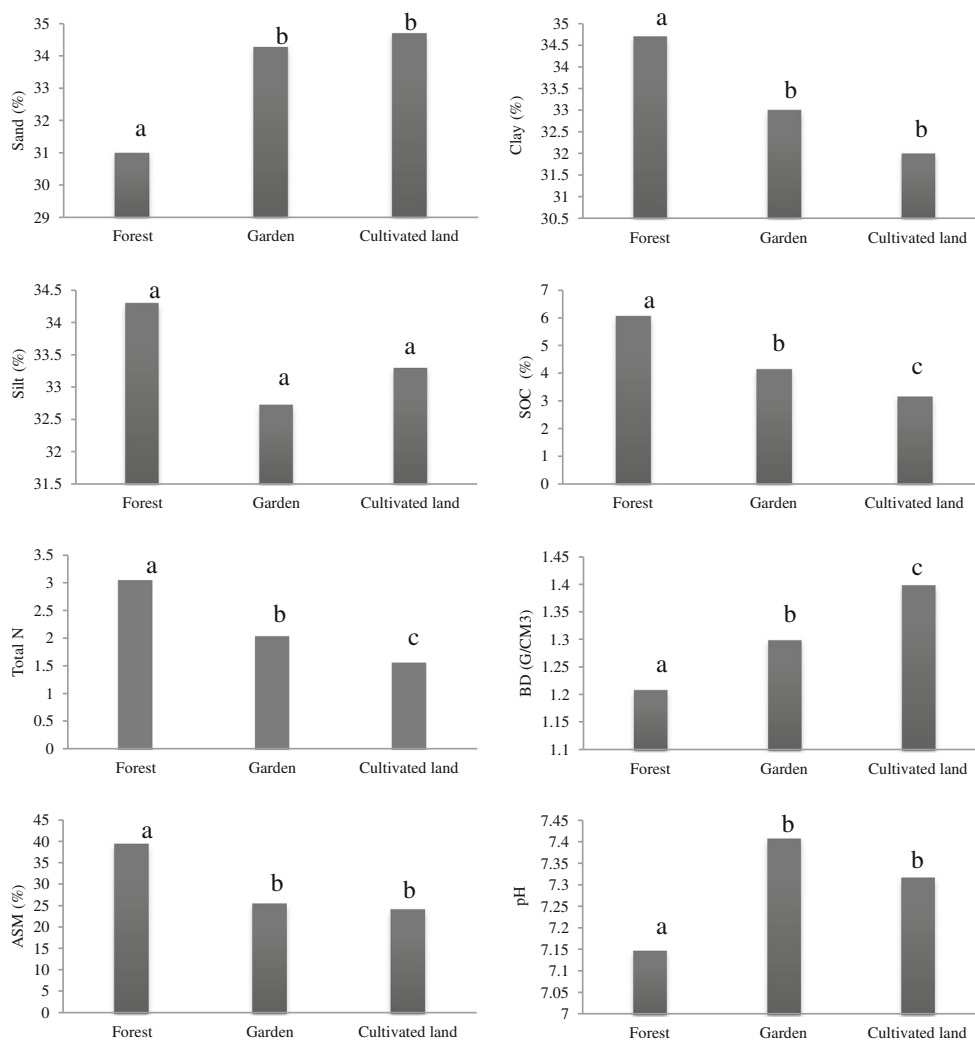 Sand (%)
35
34
33
32
31
30
29
a
b
b
Forest Garden Cultivated land
Clay (%)
35
34.5
34
33.5
33
32.5
32
31.5
31
30.5
a
b
b
Forest Garden Cultivated land
Silt (%)
34.5
34
33.5
33
32.5
32
31.5
a
a
a
Forest Garden Cultivated land
SOC (%)
7
6
5
4
3
2
1
0
a
b
c
Forest Garden Cultivated land
Total N
3.5
3
2.5
2
1.5
1
0.5
0
a
b
c
Forest Garden Cultivated land
BD (G/CM3)
1.45
1.4
1.35
1.3
1.25
1.2
1.15
1.1
a
b
c
Forest Garden Cultivated land
ASM (%)
45
40
35
30
25
20
15
10
5
0
a
b
b
Forest Garden Cultivated land
pH
7.45
7.4
7.35
7.3
7.25
7.2
7.15
7.1
7.05
7
a
b
b
Forest Garden Cultivated land